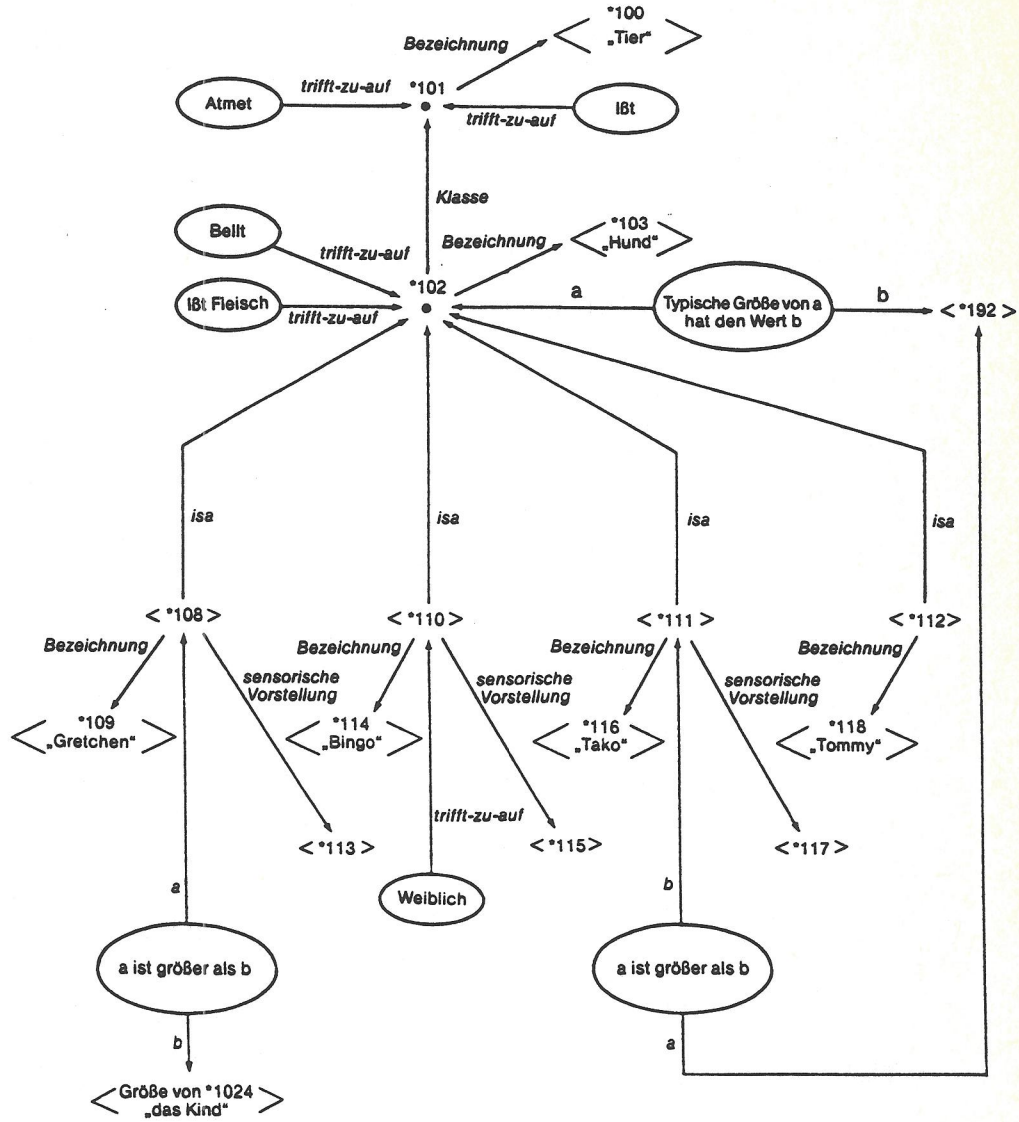 *100
„Tier“
Bezeichnung
*101
trifft-zu-auf
Atmet
trifft-zu-auf
Ißt
Klasse
Bellt
trifft-zu-auf
Bezeichnung
*103
„Hund“
*102
Ißt Fleisch
trifft-zu-auf
a
Typische Größe von a
hat den Wert b
b
< *192 >
isa
isa
isa
isa
< *108 >
< *110 >
< *111 >
< *112 >
Bezeichnung
sensorische
Vorstellung
Bezeichnung
sensorische
Vorstellung
Bezeichnung
sensorische
Vorstellung
Bezeichnung
*109
„Gretchen“
*114
„Bingo“
*116
„Tako“
*118
„Tommy“
trifft-zu-auf
< *113 >
< *115 >
< *117 >
a
Weiblich
b
a ist größer als b
a ist größer als b
b
a
Größe von *1024
„das Kind“